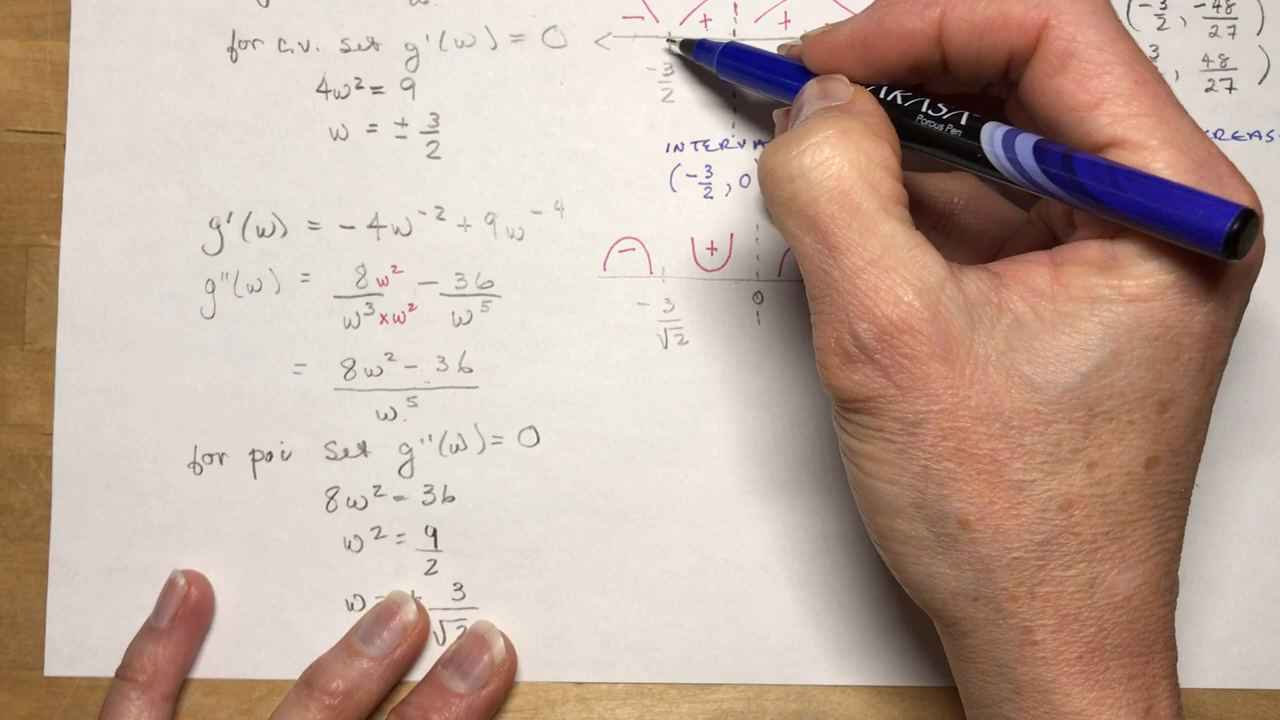 for c.v. set g'(w) = 0
4w² = 9
w = ± 3/2
g'(w) = -4w⁻² + 9w⁻⁴
g''(w) = 8w²/w³×w² - 36/w⁵
= 8w² - 36/w⁵
for poi set g''(w) = 0
8w² = 36
w² = 9/2
w 3/√2
- + +
-3/2
(-3/2, -48/27)
, 48/27)
(-3/2, 0
- +
-3/√2 0
Porous Pen